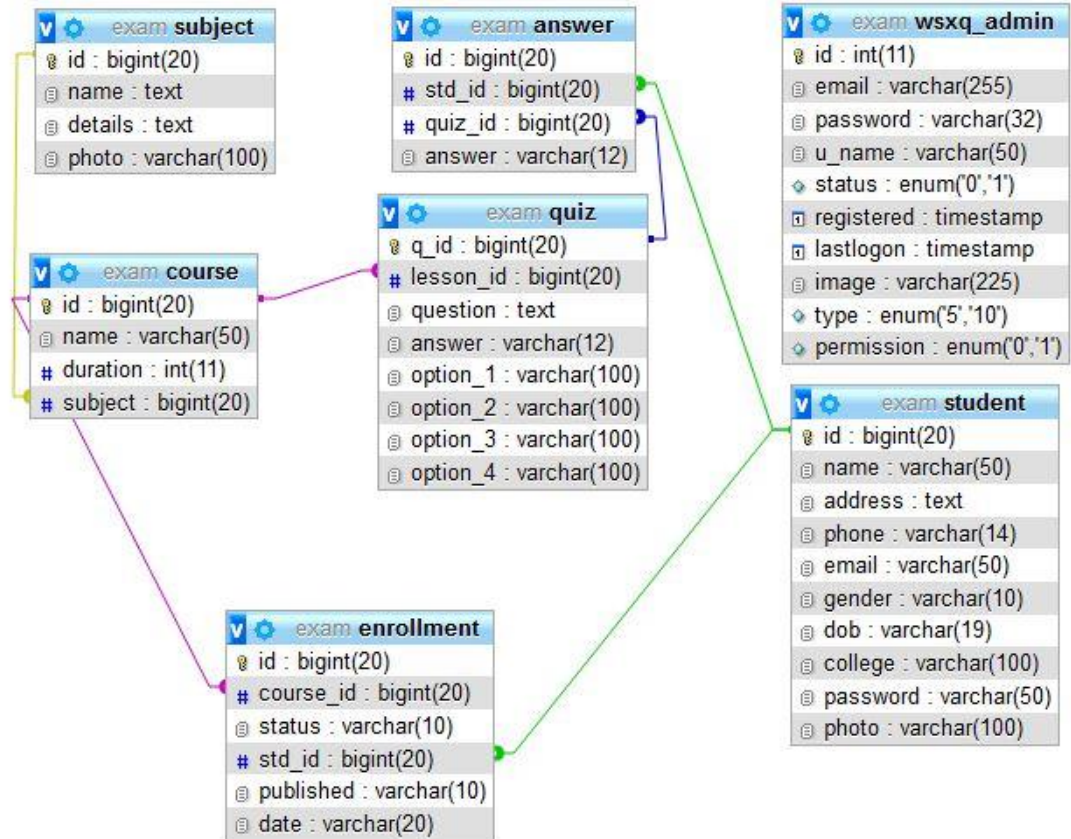 v exam subject
id : bigint(20)
name : text
details : text
photo : varchar(100)
v exam answer
id : bigint(20)
# std_id : bigint(20)
# quiz_id : bigint(20)
answer : varchar(12)
v exam wsxq_admin
id : int(11)
email : varchar(255)
password : varchar(32)
u_name : varchar(50)
status : enum('0','1')
registered : timestamp
lastlogon : timestamp
image : varchar(225)
type : enum('5','10')
permission : enum('0','1')
v exam course
id : bigint(20)
name : varchar(50)
# duration : int(11)
# subject : bigint(20)
v exam quiz
q_id : bigint(20)
# lesson_id : bigint(20)
question : text
answer : varchar(12)
option_1 : varchar(100)
option_2 : varchar(100)
option_3 : varchar(100)
option_4 : varchar(100)
v exam student
id : bigint(20)
name : varchar(50)
address : text
phone : varchar(14)
email : varchar(50)
gender : varchar(10)
dob : varchar(19)
college : varchar(100)
password : varchar(50)
photo : varchar(100)
v exam enrollment
id : bigint(20)
# course_id : bigint(20)
status : varchar(10)
# std_id : bigint(20)
published : varchar(10)
date : varchar(20)